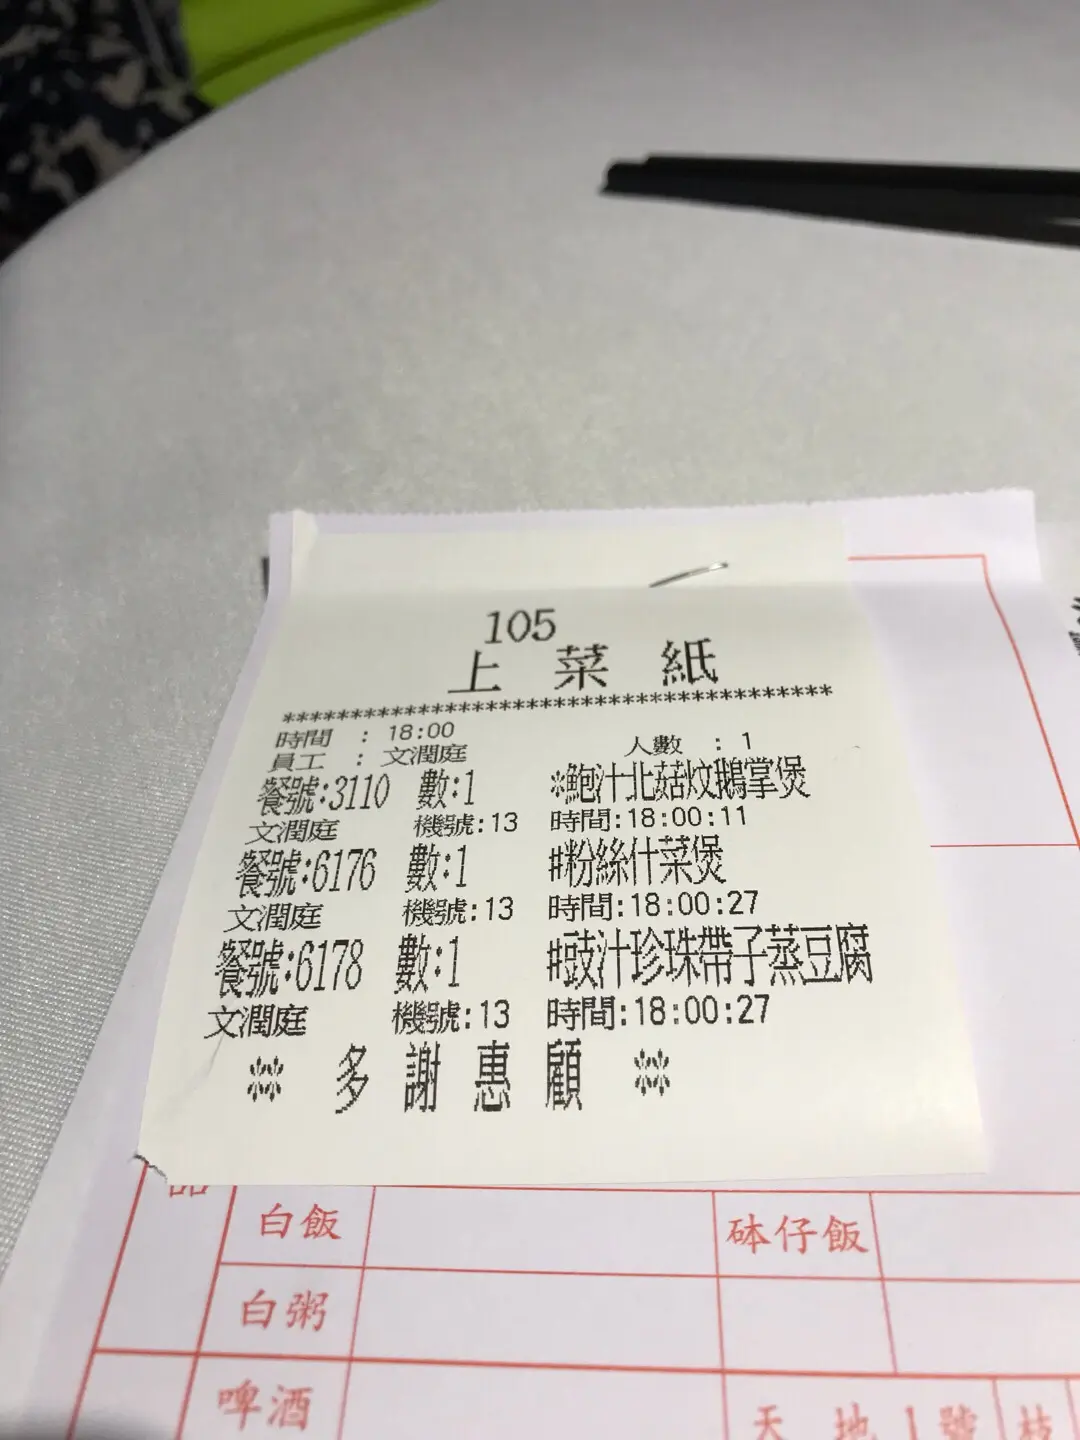 105
上 菜 紙
*****************************************
時間 : 18:00
員工 : 文潤庭 人數 : 1
餐號:3110 數:1 *鮑汁北菇炆鵝掌煲
文潤庭 機號:13 時間:18:00:11
餐號:6176 數:1 #粉絲什菜煲
文潤庭 機號:13 時間:18:00:27
餐號:6178 數:1 #豉汁珍珠帶子蒸豆腐
文潤庭 機號:13 時間:18:00:27
** 多 謝 惠 顧 **
白飯 砵仔飯
白粥
啤酒 天 地 1 號 枝